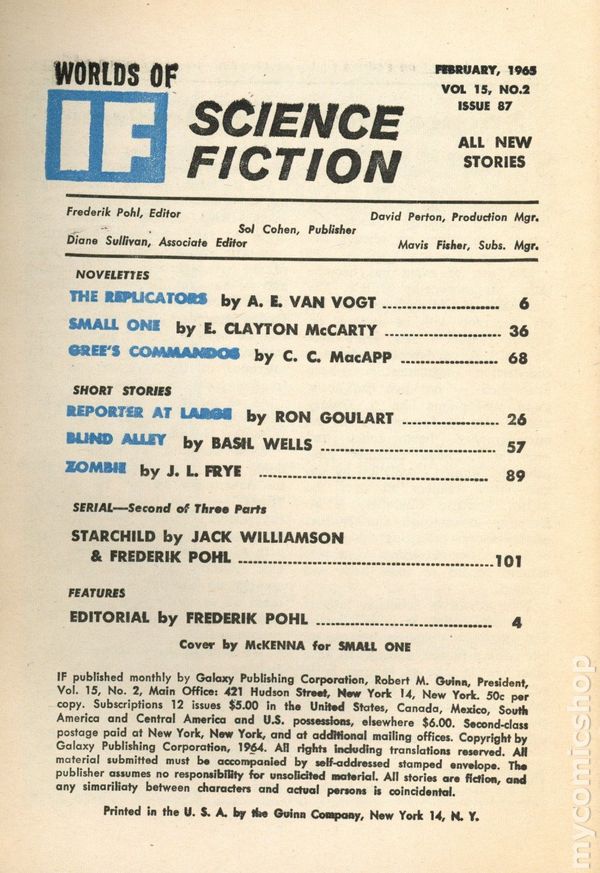 WORLDS OF
IF
SCIENCE
FICTION
FEBRUARY, 1965
VOL 15, NO.2
ISSUE 87
ALL NEW
STORIES
Frederik Pohl, Editor
David Perton, Production Mgr.
Sol Cohen, Publisher
Diane Sullivan, Associate Editor
Mavis Fisher, Subs. Mgr.
NOVELETTES
THE REPLICATORS by A. E. VAN VOGT ........................ 6
SMALL ONE by E. CLAYTON McCARTY ........................ 36
GREE'S COMMANDOS by C. C. MacAPP .................... 68
SHORT STORIES
REPORTER AT LARGE by RON GOULART .................... 26
BLIND ALLEY by BASIL WELLS .................................... 57
ZOMBIE by J. L. FRYE ................................................ 89
SERIAL—Second of Three Parts
STARCHILD by JACK WILLIAMSON
& FREDERIK POHL ....................................................101
FEATURES
EDITORIAL by FREDERIK POHL .................................... 4
Cover by McKENNA for SMALL ONE
IF published monthly by Galaxy Publishing Corporation, Robert M. Guinn, President,
Vol. 15, No. 2, Main Office: 421 Hudson Street, New York 14, New York. 50c per
copy. Subscriptions 12 issues $5.00 in the United States, Canada, Mexico, South
America and Central America and U.S. possessions, elsewhere $6.00. Second-class
postage paid at New York, New York, and at additional mailing offices. Copyright by
Galaxy Publishing Corporation, 1964. All rights including translations reserved. All
material submitted must be accompanied by self-addressed stamped envelope. The
publisher assumes no responsibility for unsolicited material. All stories are fiction, and
any simariliaty between characters and actual persons is coincidental.
Printed in the U. S. A. by the Guinn Company, New York 14, N. Y.
mycomicshop